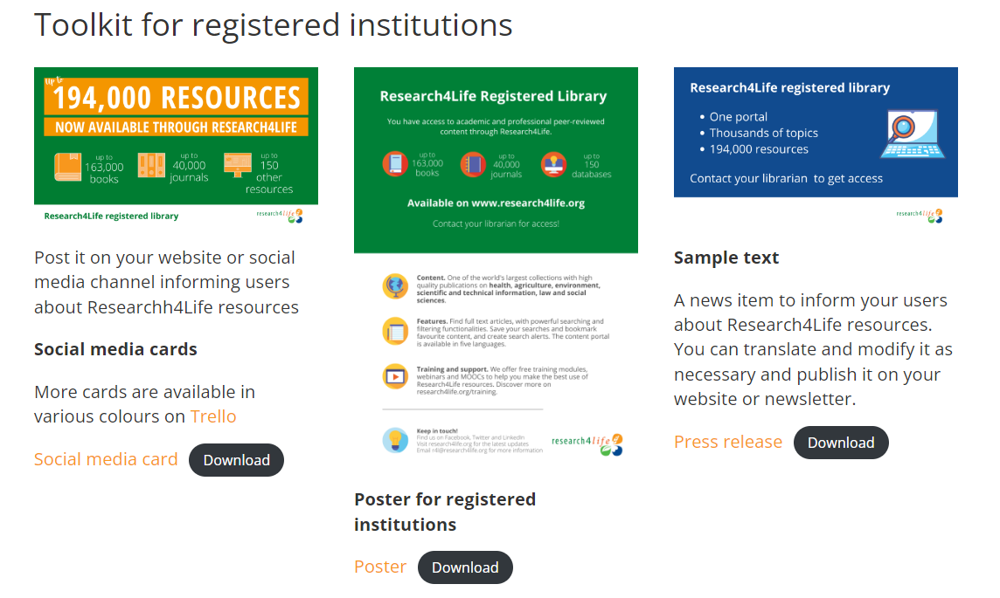 Toolkit for registered institutions
up to
194,000 RESOURCES
NOW AVAILABLE THROUGH RESEARCH4LIFE
up to
163,000
books
up to
40,000
journals
up to
150
other
resources
Research4Life registered library
research4life
Post it on your website or social
media channel informing users
about Researchh4Life resources
Social media cards
More cards are available in
various colours on Trello
Social media card
Download
Research4Life Registered Library
You have access to academic and professional peer-reviewed
content through Research4Life.
up to
163,000
books
up to
40,000
journals
up to
150
databases
Available on www.research4life.org
Contact your librarian for access!
Content. One of the world's largest collections with high
quality publications on health, agriculture, environment,
scientific and technical information, law and social
sciences.
Features. Find full text articles, with powerful searching and
filtering functionalities. Save your searches and bookmark
favourite content, and create search alerts. The content portal
is available in five languages.
Training and support. We offer free training modules,
webinars and MOOCs to help you make the best use of
Research4Life resources. Discover more on
research4life.org/training.
Keep in touch!
Find us on Facebook, Twitter and LinkedIn
Visit research4life.org for the latest updates
Email r4l@research4life.org for more information
research4life
Poster for registered
institutions
Poster
Download
Research4Life registered library
• One portal
• Thousands of topics
• 194,000 resources
Contact your librarian to get access
research4life
Sample text
A news item to inform your users
about Research4Life resources.
You can translate and modify it as
necessary and publish it on your
website or newsletter.
Press release
Download